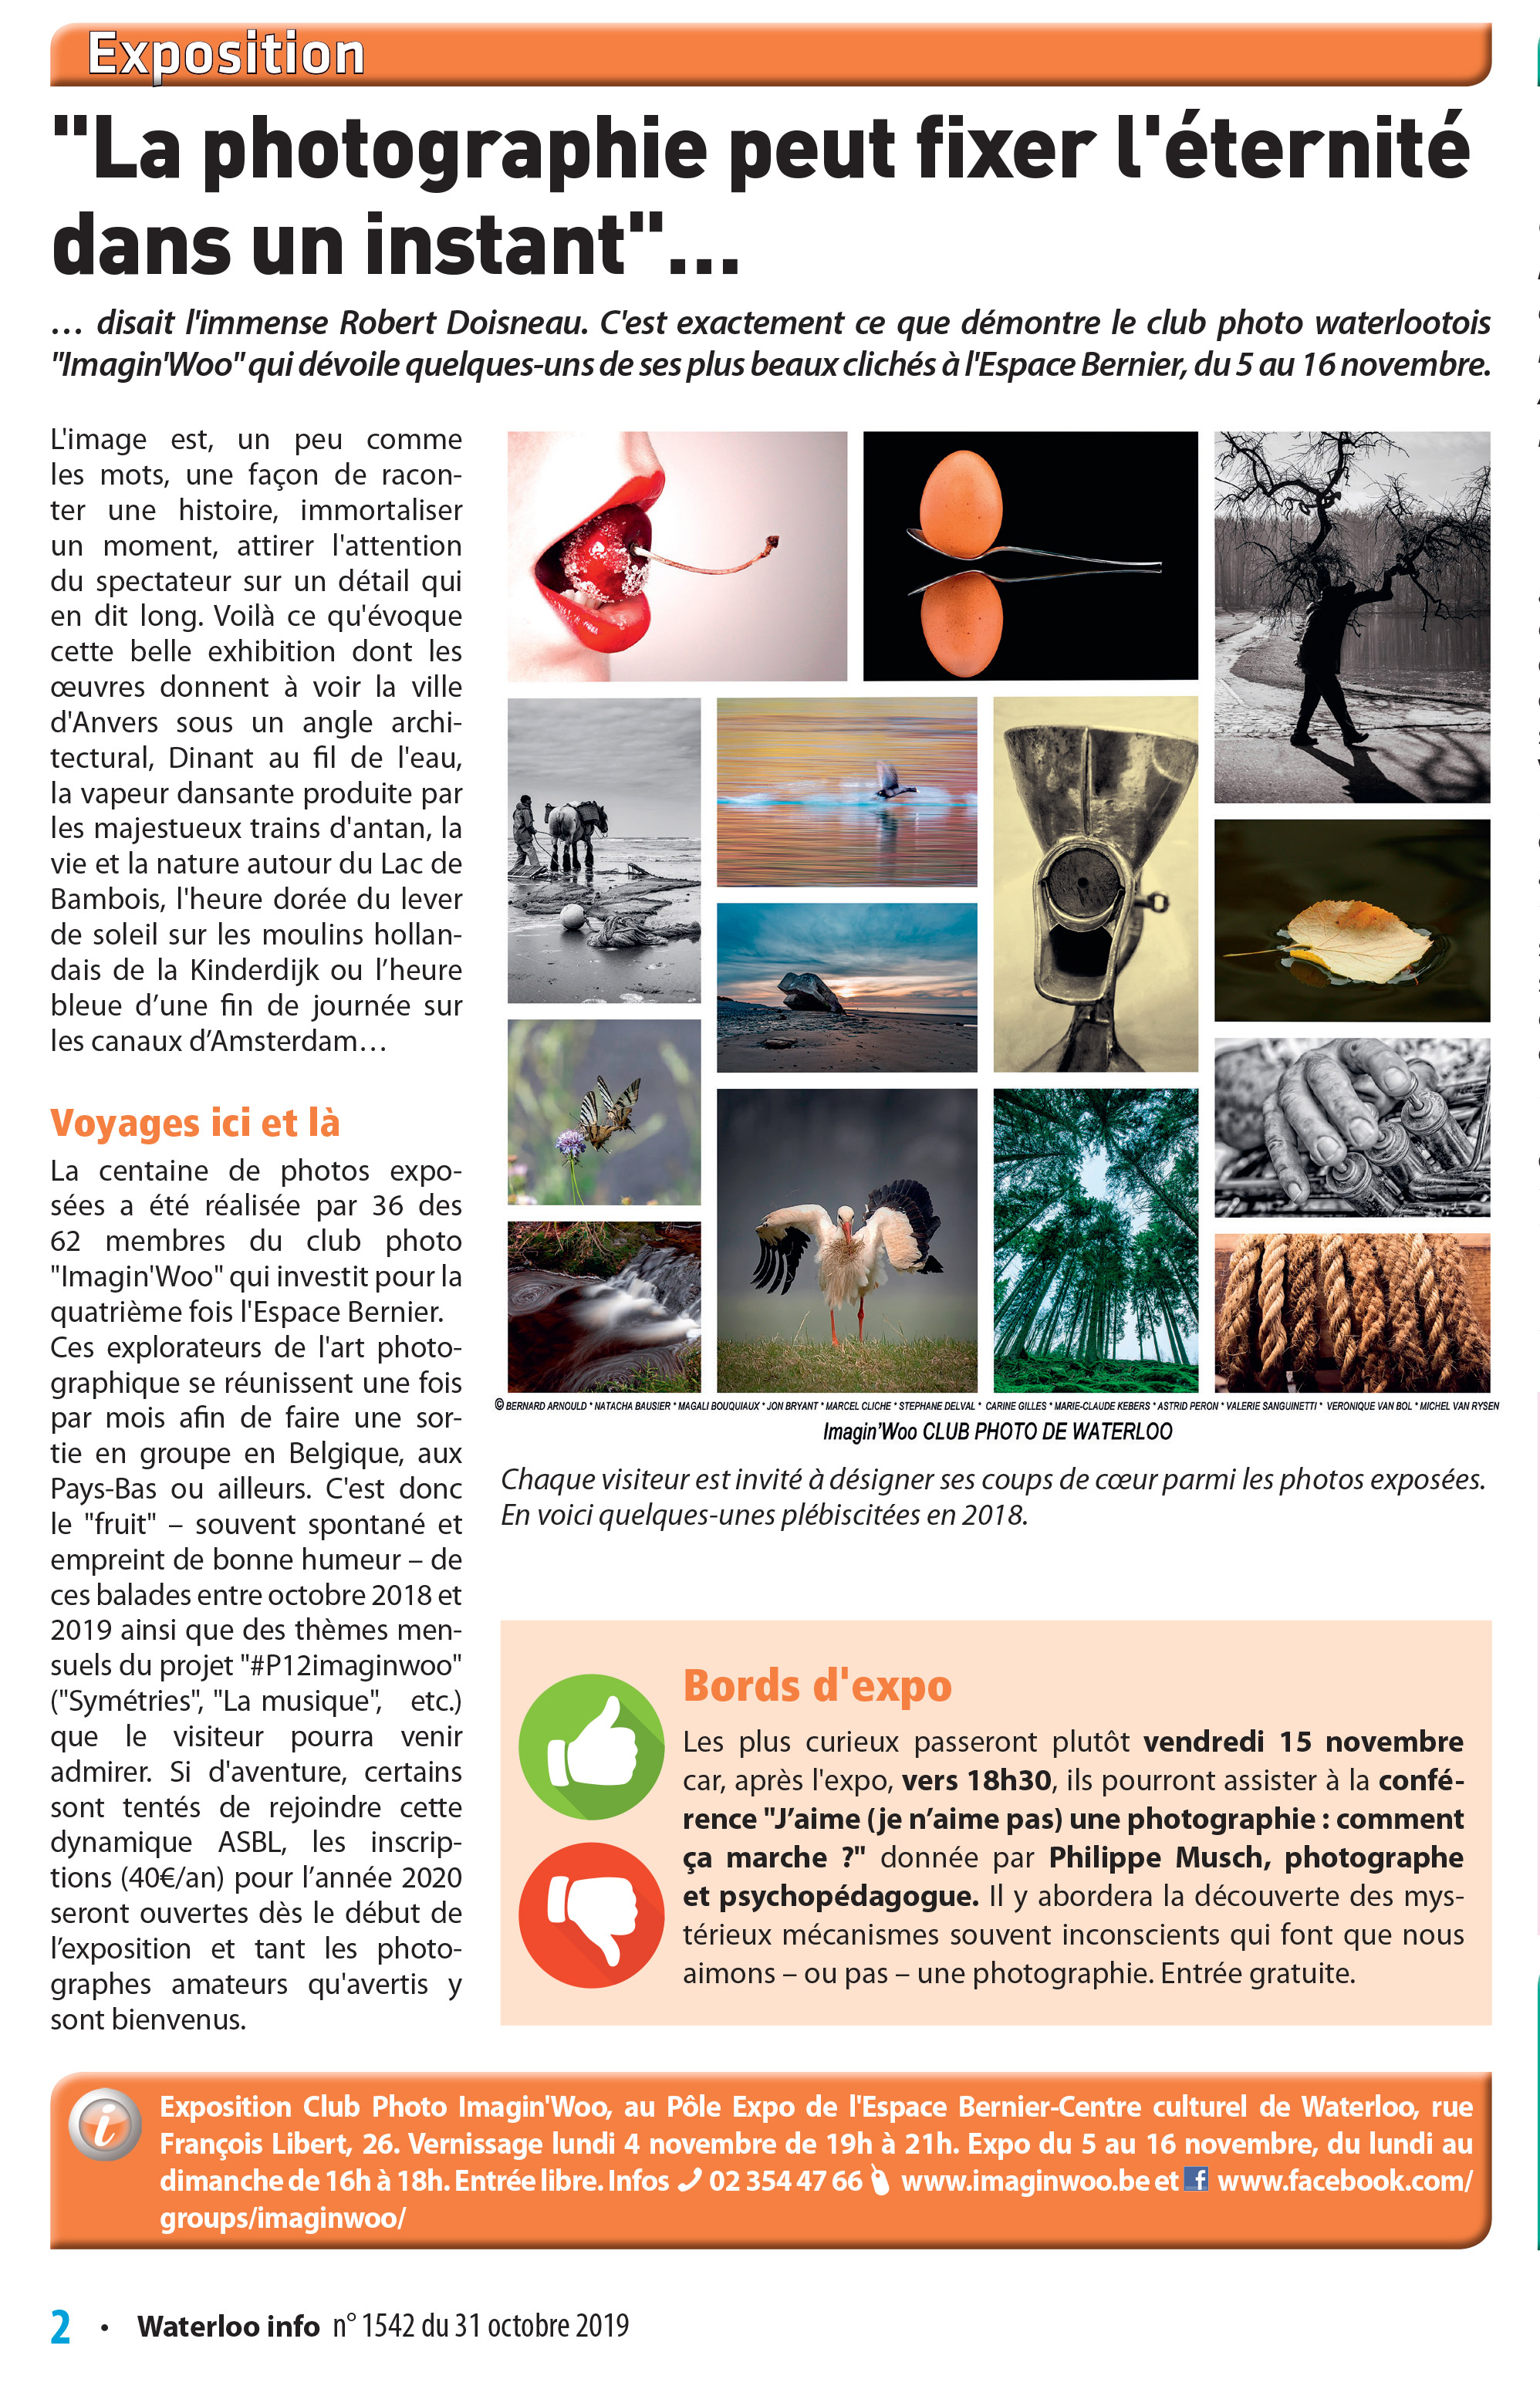 Exposition
"La photographie peut fixer l'éternité
dans un instant"...
… disait l'immense Robert Doisneau. C'est exactement ce que démontre le club photo waterlootois
"Imagin'Woo" qui dévoile quelques-uns de ses plus beaux clichés à l'Espace Bernier, du 5 au 16 novembre.
L'image est, un peu comme
les mots, une façon de racon-
ter une histoire, immortaliser
un moment, attirer l'attention
du spectateur sur un détail qui
en dit long. Voilà ce qu'évoque
cette belle exhibition dont les
œuvres donnent à voir la ville
d'Anvers sous un angle archi-
tectural, Dinant au fil de l'eau,
la vapeur dansante produite par
les majestueux trains d'antan, la
vie et la nature autour du Lac de
Bambois, l'heure dorée du lever
de soleil sur les moulins hollan-
dais de la Kinderdijk ou l’heure
bleue d’une fin de journée sur
les canaux d’Amsterdam…
Voyages ici et là
La centaine de photos expo-
sées a été réalisée par 36 des
62 membres du club photo
"Imagin'Woo" qui investit pour la
quatrième fois l'Espace Bernier.
Ces explorateurs de l'art photo-
graphique se réunissent une fois
par mois afin de faire une sor-
tie en groupe en Belgique, aux
Pays-Bas ou ailleurs. C'est donc
le "fruit" – souvent spontané et
empreint de bonne humeur – de
ces balades entre octobre 2018 et
2019 ainsi que des thèmes men-
suels du projet "#P12imaginwoo"
("Symétries", "La musique", etc.)
que le visiteur pourra venir
admirer. Si d'aventure, certains
sont tentés de rejoindre cette
dynamique ASBL, les inscrip-
tions (40€/an) pour l’année 2020
seront ouvertes dès le début de
l’exposition et tant les photo-
graphes amateurs qu'avertis y
sont bienvenus.
© BERNARD ARNOULD * NATACHA BAUSIER * MAGALI BOUQUIAUX * JON BRYANT * MARCEL CLICHE * STEPHANE DELVAL * CARINE GILLES * MARIE-CLAUDE KEBERS * ASTRID PERON * VALERIE SANGUINETTI * VERONIQUE VAN BOL * MICHEL VAN RYSEN
Imagin’Woo CLUB PHOTO DE WATERLOO
Chaque visiteur est invité à désigner ses coups de cœur parmi les photos exposées.
En voici quelques-unes plébiscitées en 2018.
Bords d'expo
Les plus curieux passeront plutôt vendredi 15 novembre
car, après l'expo, vers 18h30, ils pourront assister à la confé-
rence "J’aime (je n’aime pas) une photographie : comment
ça marche ?" donnée par Philippe Musch, photographe
et psychopédagogue. Il y abordera la découverte des mys-
térieux mécanismes souvent inconscients qui font que nous
aimons – ou pas – une photographie. Entrée gratuite.
Exposition Club Photo Imagin'Woo, au Pôle Expo de l'Espace Bernier-Centre culturel de Waterloo, rue
François Libert, 26. Vernissage lundi 4 novembre de 19h à 21h. Expo du 5 au 16 novembre, du lundi au
dimanche de 16h à 18h. Entrée libre. Infos 02 354 47 66 www.imaginwoo.be et f www.facebook.com/
groups/imaginwoo/
2 • Waterloo info n° 1542 du 31 octobre 2019